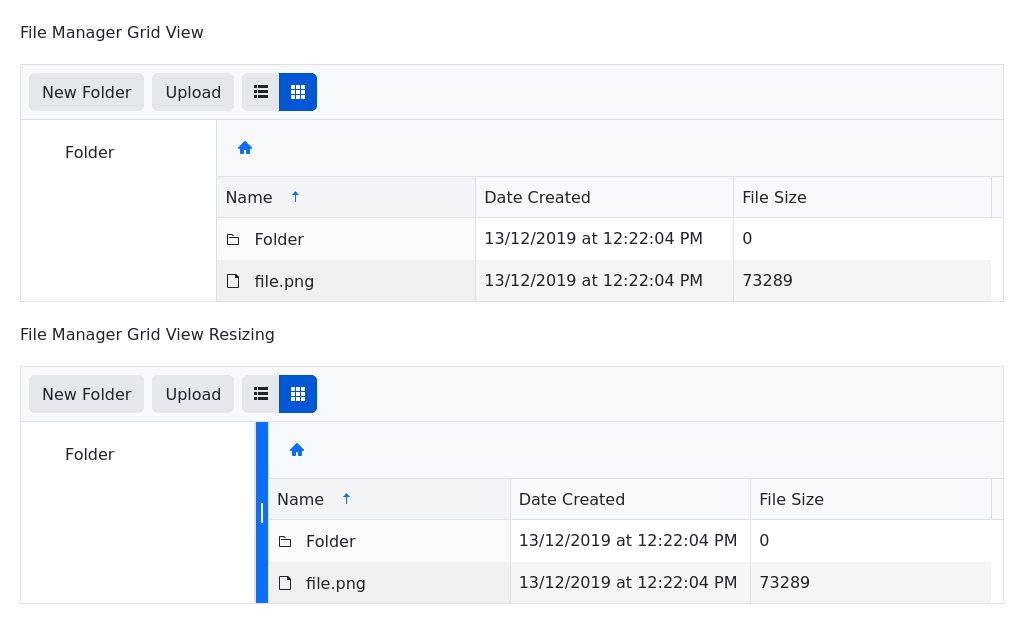 File Manager Grid View
New Folder Upload
Folder
Name Date Created File Size
Folder 13/12/2019 at 12:22:04 PM 0
file.png 13/12/2019 at 12:22:04 PM 73289
File Manager Grid View Resizing
New Folder Upload
Folder
Name Date Created File Size
Folder 13/12/2019 at 12:22:04 PM 0
file.png 13/12/2019 at 12:22:04 PM 73289